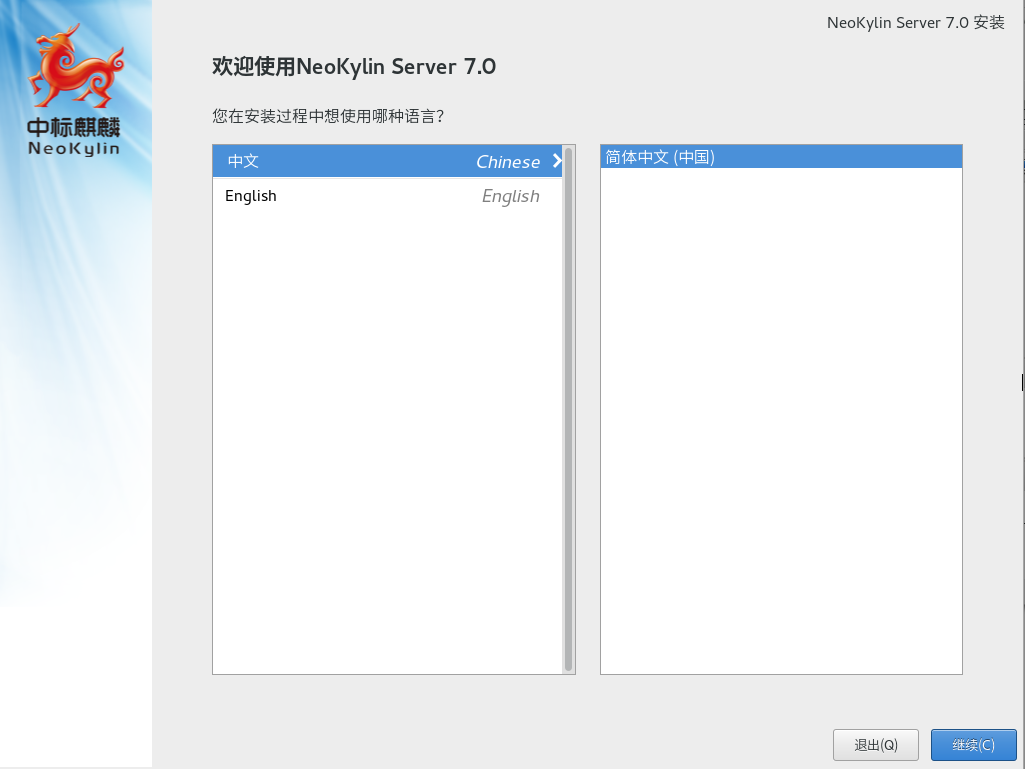 中标麒麟
NeoKylin
NeoKylin Server 7.0 安装
欢迎使用NeoKylin Server 7.0
您在安装过程中想使用哪种语言？
中文 Chinese
English English
简体中文 (中国)
退出(Q)
继续(C)